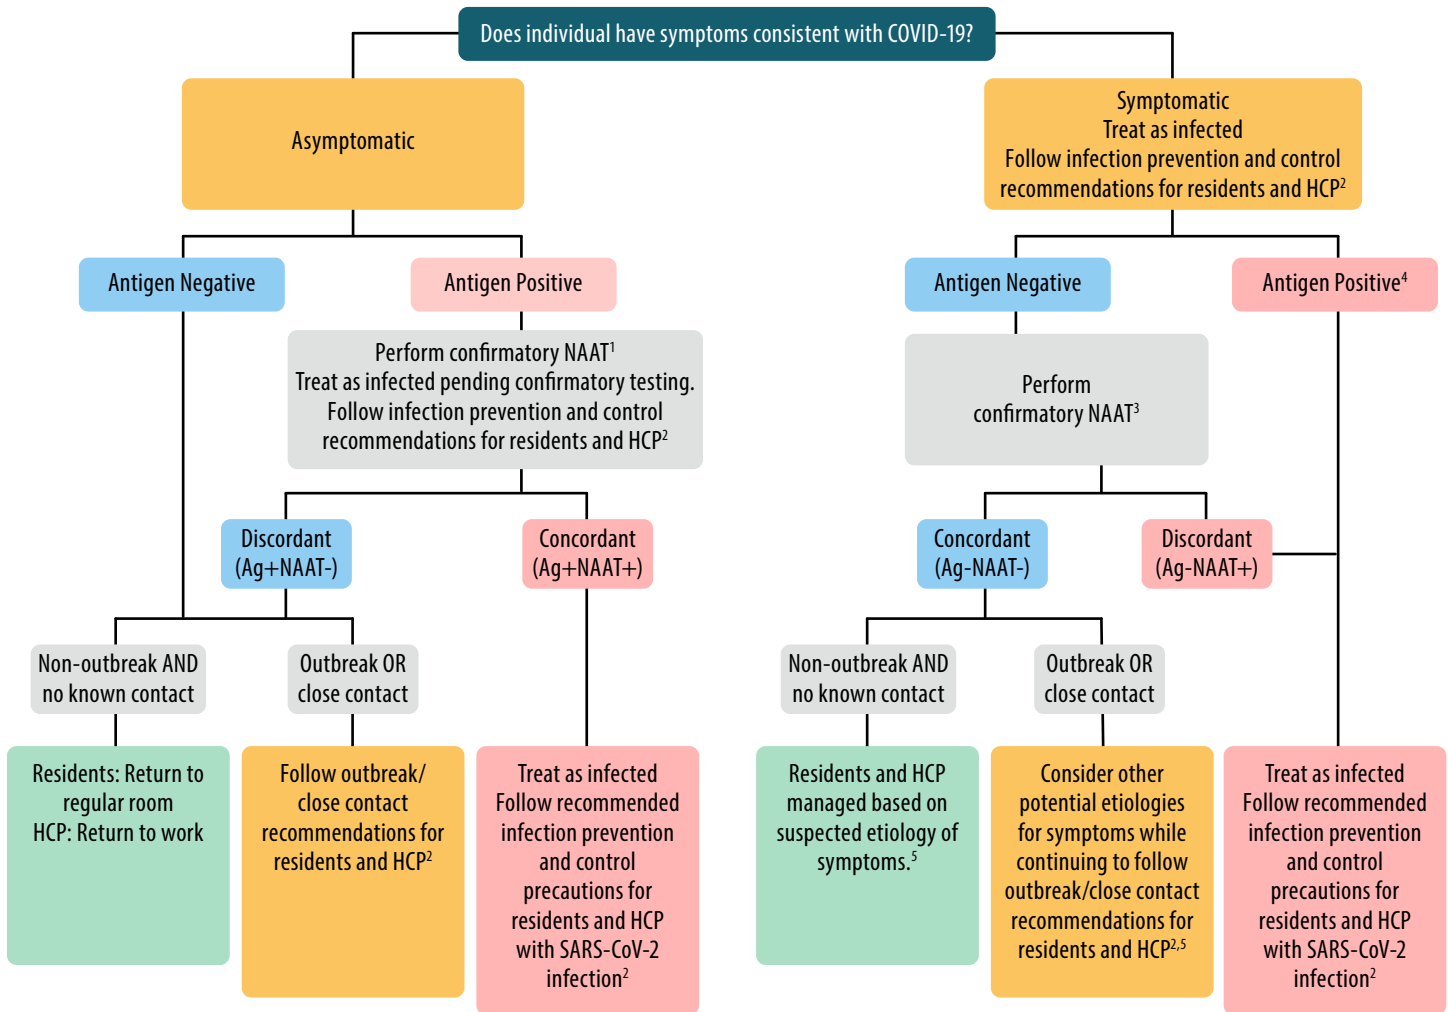 Does individual have symptoms consistent with COVID-19?
Asymptomatic
Symptomatic
Treat as infected
Follow infection prevention and control
recommendations for residents and HCP²
Antigen Negative
Antigen Positive
Antigen Negative
Antigen Positive⁴
Perform confirmatory NAAT¹
Treat as infected pending confirmatory testing.
Follow infection prevention and control
recommendations for residents and HCP²
Perform
confirmatory NAAT³
Discordant
(Ag+NAAT-)
Concordant
(Ag+NAAT+)
Concordant
(Ag-NAAT-)
Discordant
(Ag-NAAT+)
Non-outbreak AND
no known contact
Outbreak OR
close contact
Non-outbreak AND
no known contact
Outbreak OR
close contact
Residents: Return to
regular room
HCP: Return to work
Follow outbreak/
close contact
recommendations for
residents and HCP²
Treat as infected
Follow recommended
infection prevention
and control
precautions for
residents and HCP
with SARS-CoV-2
infection²
Residents and HCP
managed based on
suspected etiology of
symptoms.⁵
Consider other
potential etiologies
for symptoms while
continuing to follow
outbreak/close contact
recommendations for
residents and HCP²,⁵
Treat as infected
Follow recommended
infection prevention
and control
precautions for
residents and HCP
with SARS-CoV-2
infection²